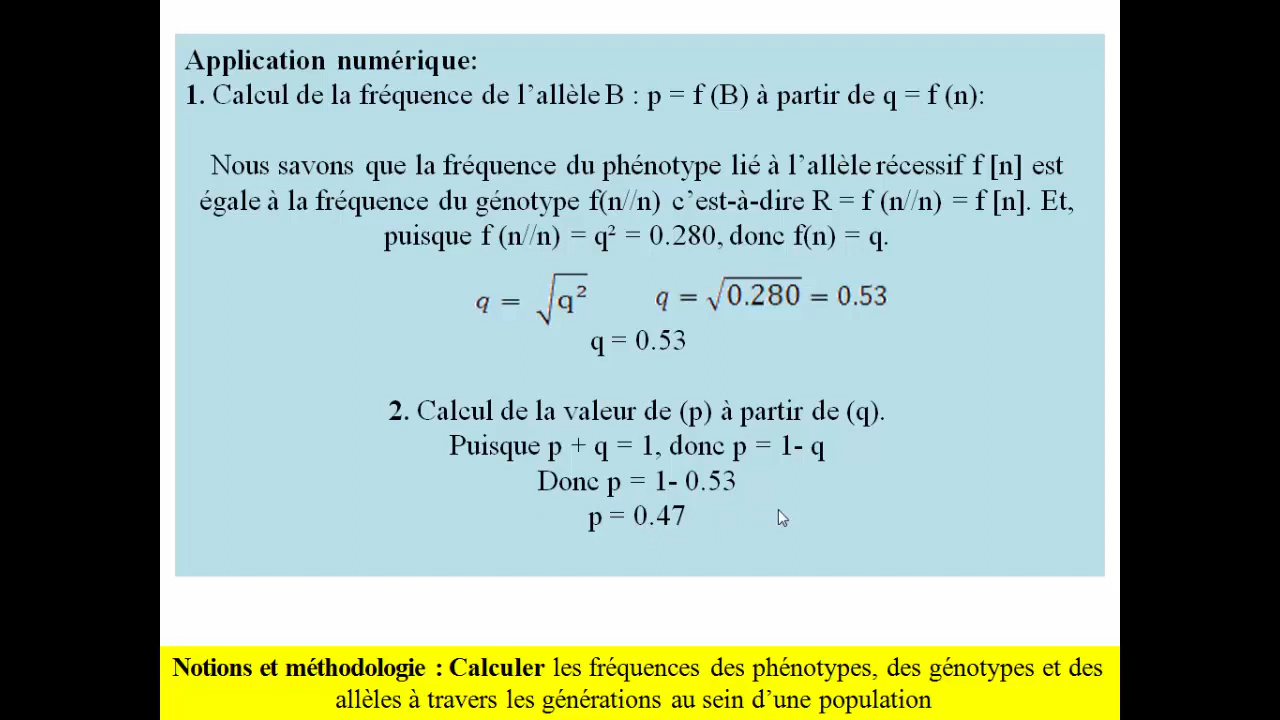 Application numérique:
1. Calcul de la fréquence de l'allèle B : p = f (B) à partir de q = f (n):
Nous savons que la fréquence du phénotype lié à l'allèle récessif f [n] est
égale à la fréquence du génotype f(n//n) c'est-à-dire R = f (n//n) = f [n]. Et,
puisque f (n//n) = q² = 0.280, donc f(n) = q.
q = √q² q = √0.280 = 0.53
q = 0.53
2. Calcul de la valeur de (p) à partir de (q).
Puisque p + q = 1, donc p = 1- q
Donc p = 1- 0.53
p = 0.47
Notions et méthodologie : Calculer les fréquences des phénotypes, des génotypes et des
allèles à travers les générations au sein d'une population